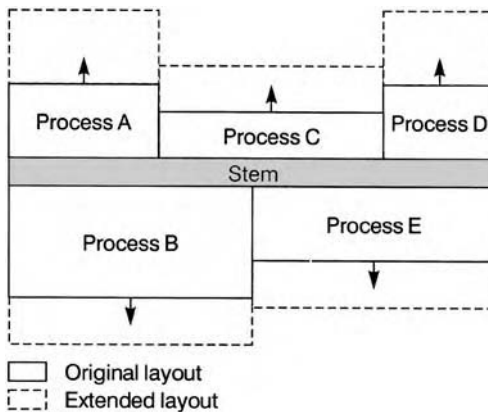 Process A
Process C
Process D
Stem
Process B
Process E
Original layout
Extended layout